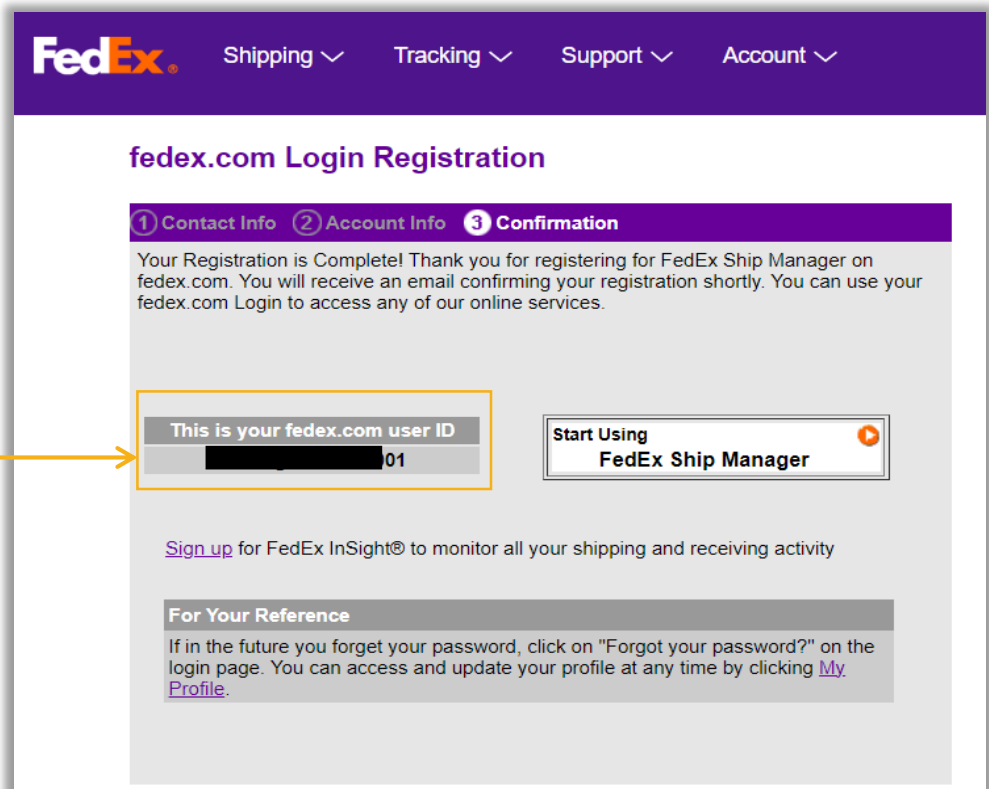 FedEx® Shipping Tracking Support Account
fedex.com Login Registration
1 Contact Info 2 Account Info 3 Confirmation
Your Registration is Complete! Thank you for registering for FedEx Ship Manager on
fedex.com. You will receive an email confirming your registration shortly. You can use your
fedex.com Login to access any of our online services.
This is your fedex.com user ID
01
Start Using
FedEx Ship Manager
Sign up for FedEx InSight® to monitor all your shipping and receiving activity
For Your Reference
If in the future you forget your password, click on "Forgot your password?" on the
login page. You can access and update your profile at any time by clicking My
Profile.